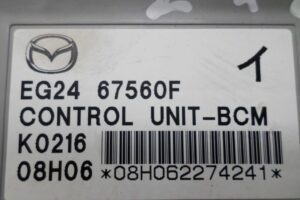 イ
EG24 67560F
CONTROL UNIT-BCM
K0216
08H06 *08H062274241*